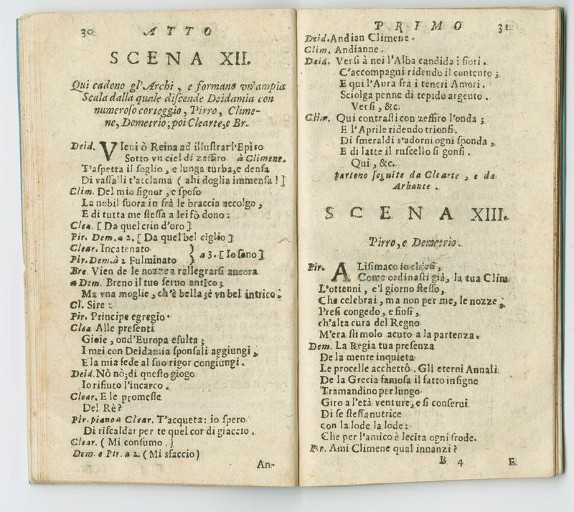 30 ATTO
SCENA XII.
Qui cadono gl'Archi, e formano vn'ampia
Scala dalla quale discende Deidamia con
numeroso corteggio, Pirro, Clime-
ne, Demetrio; poi Clearte, e Br.
Deid. VIeni ò Reina ad illustrar l'Epiro
Sotto vn ciel di zaffiro à Climene.
T'aspetta il soglio, e lunga turba, e densa
Di vassalli t'acclama ( ahi doglia immensa!]
Clim. Del mio signor, e sposo
La nobil suora in frà le braccia accolgo,
E di tutta me stessa a lei fò dono:
Clea. [Da quel crin d'oro]
Pir. Dem. a 2. [Da quel bel ciglio]
Clear. Incatenato
Pir. Dem. à 2 Fulminato } a 3. [Io sono]
Bre. Vien de le nozze a rallegrarsi ancora
a Dem. Breno il tuo seruo antico;
Ma vna moglie, ch'è bella, è vn bel intrico;
Cl. Sire:
Pir. Principe egregio
Clea. Alle presenti
Gioie, ond'Europa esulta;
I mei con Deidamia sponsali aggiungi,
E la mia fede al suo rigor congiungi.
Deid. Nò nò; di questo giogo
Io rifiuto l'incarco.
Clear. E le promesse
Del Rè?
Pir. piano a Clear. T'acqueta: io spero
Di riscaldar per te quel cor di giaccio.
Clear. ( Mi consumo.)
Dem. e Pir. a 2. ( Mi sfaccio)
An-
PRIMO 31
Deid. Andian Climene.
Clim. Andianne.
Deid. Versi à nei l'Alba candida i fiori.
C'accompagni ridendo il contento;
E qui l'Aura frà i teneri Amori.
Sciolga penne di tepido argento.
Versi, &c.
Clim. Qui contrasti con zeffiro l'onda;
E l'Aprile ridendo trionfi.
Di smeraldi s'adorni ogni sponda,
E di latte il ruscello si gonfi.
Qui, &c.
partono seguite da Clearte, e da
Arbante.
SCENA XIII.
Pirro, e Demetrio.
Pir. ALisimaco io chiesi,
Come ordinasti già, la tua Clim
L'ottenni, e'l giorno stesso,
Che celebrai, ma non per me, le nozze,
Presi congedo, e fusi,
ch'alta cura del Regno
M'era stimolo acuto a la partenza.
Dem. La Regia tua presenza
De la mente inquieta
Le procelle acchettò. Gli eterni Annali
De la Grecia famosa il fatto insigne
Tramandino per lungo
Giro a l'età venture, e si conserui
Di se stessa nutrice
con la lode la lode:
Che per l'amico è lecita ogni frode.
Pir. Ami Climene qual innanzi?
B 4 E